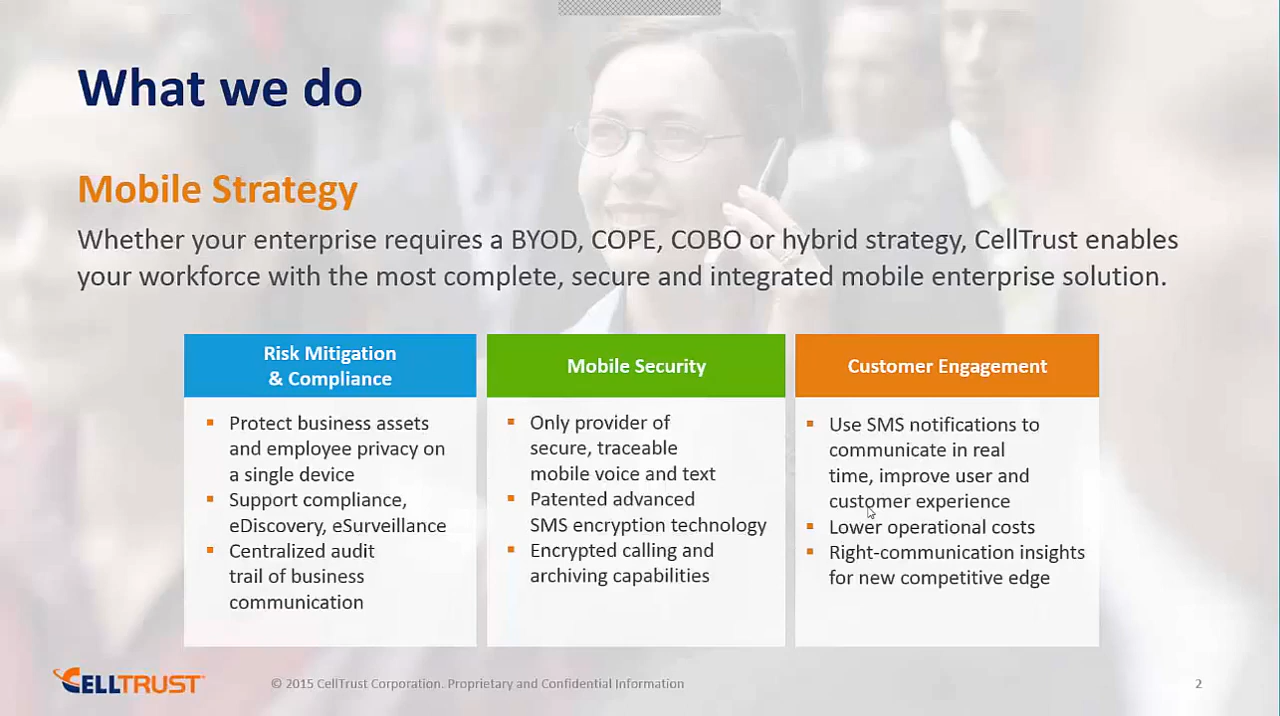 What we do
Mobile Strategy
Whether your enterprise requires a BYOD, COPE, COBO or hybrid strategy, CellTrust enables
your workforce with the most complete, secure and integrated mobile enterprise solution.
Risk Mitigation
& Compliance
▪ Protect business assets
and employee privacy on
a single device
▪ Support compliance,
eDiscovery, eSurveillance
▪ Centralized audit
trail of business
communication
Mobile Security
▪ Only provider of
secure, traceable
mobile voice and text
▪ Patented advanced
SMS encryption technology
▪ Encrypted calling and
archiving capabilities
Customer Engagement
▪ Use SMS notifications to
communicate in real
time, improve user and
customer experience
▪ Lower operational costs
▪ Right-communication insights
for new competitive edge
CELLTRUST
© 2015 CellTrust Corporation. Proprietary and Confidential Information
2